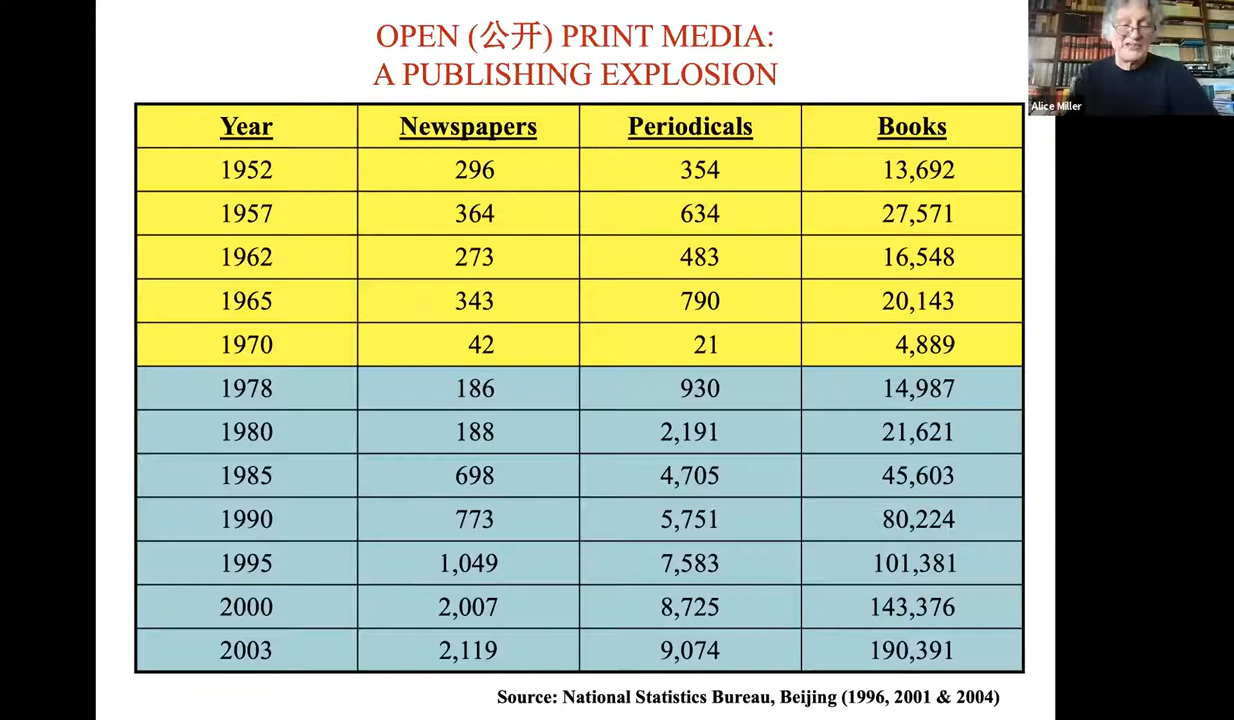 OPEN (公开) PRINT MEDIA:
A PUBLISHING EXPLOSION
Alice Miller
Year Newspapers Periodicals Books
1952 296 354 13,692
1957 364 634 27,571
1962 273 483 16,548
1965 343 790 20,143
1970 42 21 4,889
1978 186 930 14,987
1980 188 2,191 21,621
1985 698 4,705 45,603
1990 773 5,751 80,224
1995 1,049 7,583 101,381
2000 2,007 8,725 143,376
2003 2,119 9,074 190,391
Source: National Statistics Bureau, Beijing (1996, 2001 & 2004)